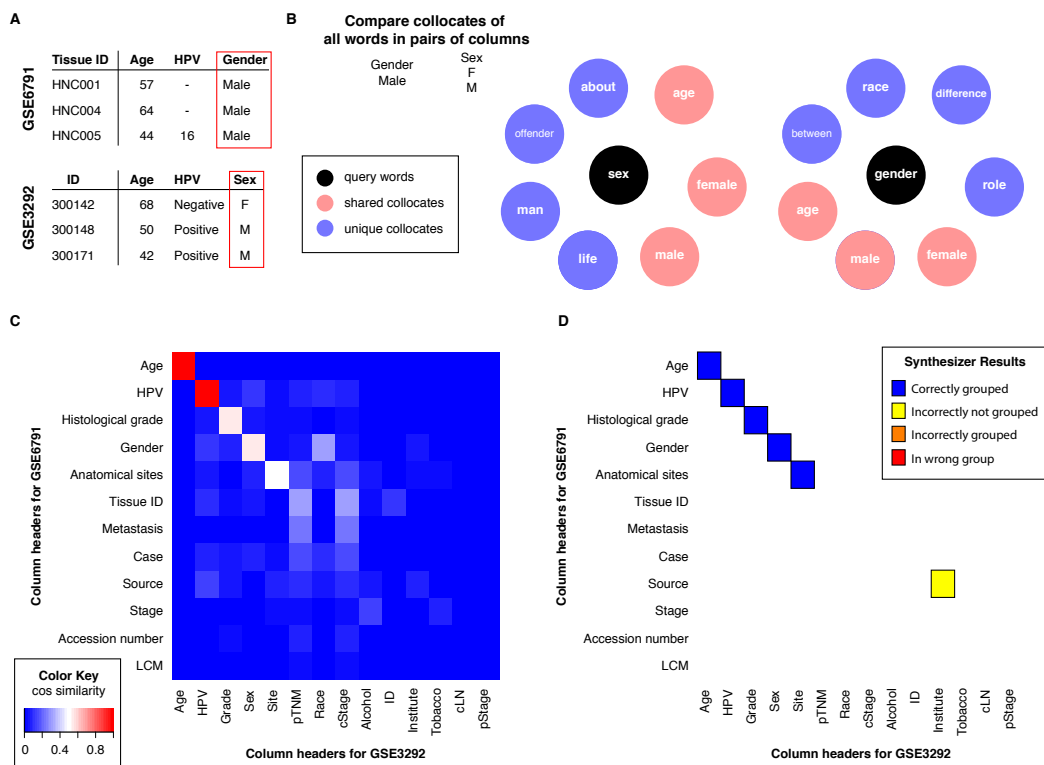 A
GSE6791
Tissue ID Age HPV Gender
HNC001 57 - Male
HNC004 64 - Male
HNC005 44 16 Male
GSE3292
ID Age HPV Sex
300142 68 Negative F
300148 50 Positive M
300171 42 Positive M
B
Compare collocates of
all words in pairs of columns
Gender
Male
Sex
F
M
query words
shared collocates
unique collocates
about
age
offender
sex
man
female
life
male
race
difference
between
gender
role
age
male
female
C
Column headers for GSE6791
Age
HPV
Histological grade
Gender
Anatomical sites
Tissue ID
Metastasis
Case
Source
Stage
Accession number
LCM
Age
HPV
Grade
Sex
Site
pTNM
Race
cStage
Alcohol
ID
Institute
Tobacco
cLN
pStage
Column headers for GSE3292
Color Key
cos similarity
0 0.4 0.8
D
Column headers for GSE6791
Age
HPV
Histological grade
Gender
Anatomical sites
Tissue ID
Metastasis
Case
Source
Stage
Accession number
LCM
Age
HPV
Grade
Sex
Site
pTNM
Race
cStage
Alcohol
ID
Institute
Tobacco
cLN
pStage
Column headers for GSE3292
Synthesizer Results
Correctly grouped
Incorrectly not grouped
Incorrectly grouped
In wrong group